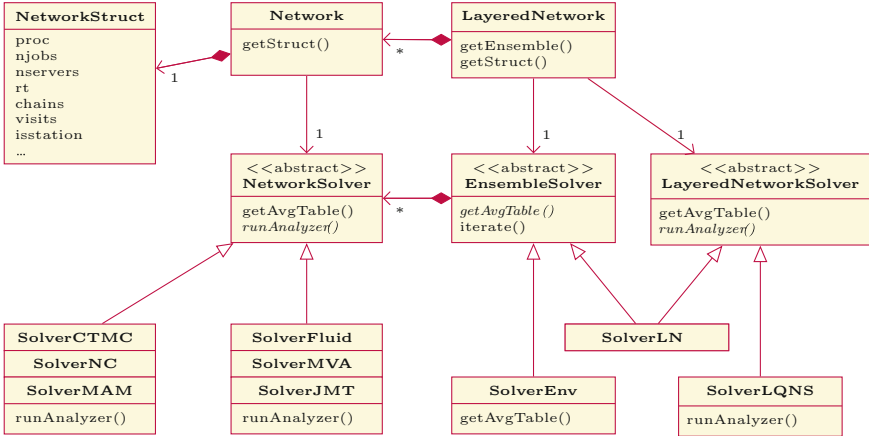 NetworkStruct
proc
njobs
nservers
rt
chains
visits
isstation
...
1
Network
getStruct()
*
LayeredNetwork
getEnsemble()
getStruct()
1
1
1
<<abstract>>
NetworkSolver
getAvgTable()
runAnalyzer()
*
<<abstract>>
EnsembleSolver
getAvgTable()
iterate()
<<abstract>>
LayeredNetworkSolver
getAvgTable()
runAnalyzer()
SolverCTMC
SolverNC
SolverMAM
runAnalyzer()
SolverFluid
SolverMVA
SolverJMT
runAnalyzer()
SolverLN
SolverEnv
getAvgTable()
SolverLQNS
runAnalyzer()